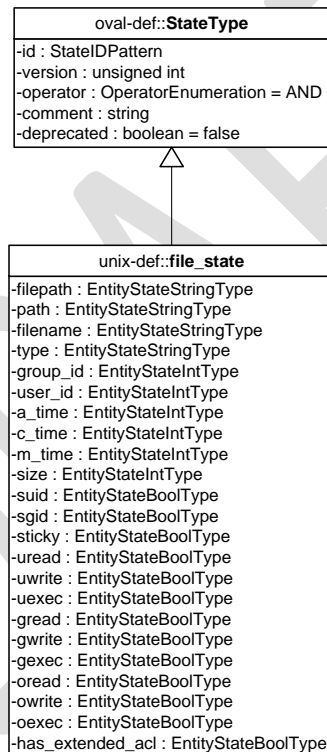 oval-def::StateType
-id : StateIDPattern
-version : unsigned int
-operator : OperatorEnumeration = AND
-comment : string
-deprecated : boolean = false
unix-def::file_state
-filepath : EntityStateStringType
-path : EntityStateStringType
-filename : EntityStateStringType
-type : EntityStateStringType
-group_id : EntityStateIntType
-user_id : EntityStateIntType
-a_time : EntityStateIntType
-c_time : EntityStateIntType
-m_time : EntityStateIntType
-size : EntityStateIntType
-suid : EntityStateBoolType
-sgid : EntityStateBoolType
-sticky : EntityStateBoolType
-uread : EntityStateBoolType
-uwrite : EntityStateBoolType
-uexec : EntityStateBoolType
-gread : EntityStateBoolType
-gwrite : EntityStateBoolType
-gexec : EntityStateBoolType
-oread : EntityStateBoolType
-owrite : EntityStateBoolType
-oexec : EntityStateBoolType
-has_extended_acl : EntityStateBoolType